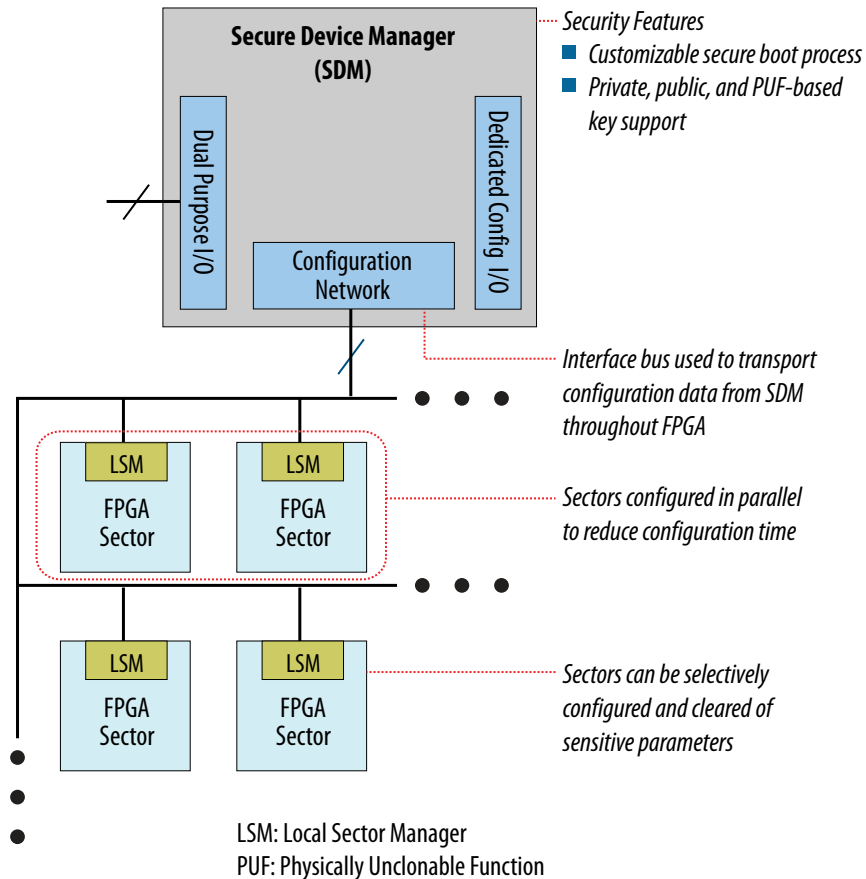 Secure Device Manager
(SDM)
Security Features
Customizable secure boot process
Private, public, and PUF-based
key support
Dual Purpose I/O
Dedicated Config I/O
Configuration
Network
Interface bus used to transport
configuration data from SDM
throughout FPGA
LSM
FPGA
Sector
LSM
FPGA
Sector
Sectors configured in parallel
to reduce configuration time
LSM
FPGA
Sector
LSM
FPGA
Sector
Sectors can be selectively
configured and cleared of
sensitive parameters
LSM: Local Sector Manager
PUF: Physically Unclonable Function